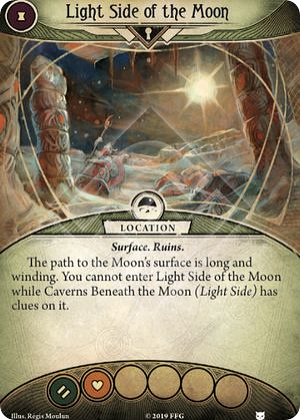 Light Side of the Moon
LOCATION
Surface. Ruins.
The path to the Moon's surface is long and
winding. You cannot enter Light Side of the Moon
while Caverns Beneath the Moon (Light Side) has
clues on it.
Illus. Régis Moulun
© 2019 FFG